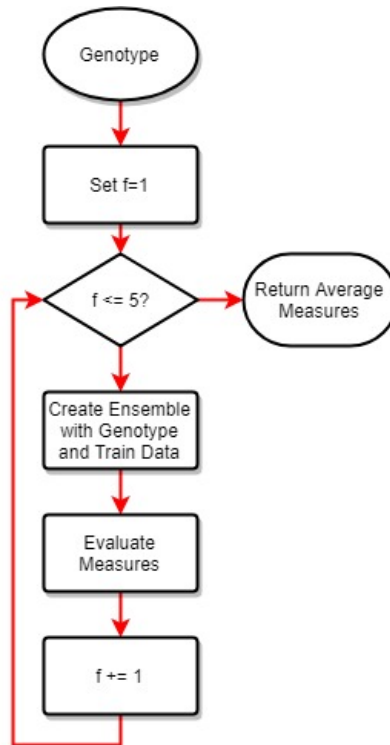 Genotype
Set f=1
f <= 5?
Return Average
Measures
Create Ensemble
with Genotype
and Train Data
Evaluate
Measures
f += 1